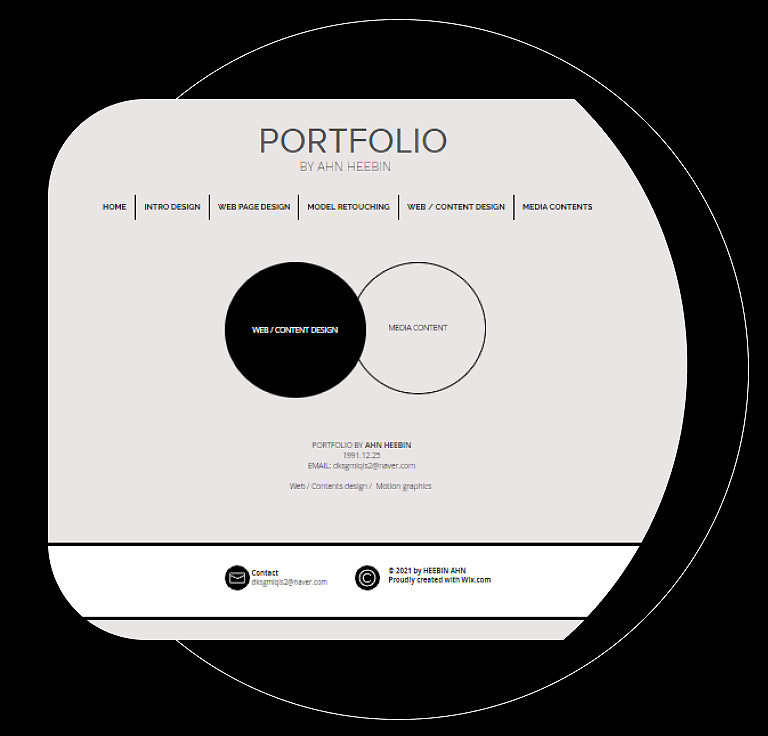 PORTFOLIO
BY AHN HEEBIN
HOME
INTRO DESIGN
WEB PAGE DESIGN
MODEL RETOUCHING
WEB / CONTENT DESIGN
MEDIA CONTENTS
WEB / CONTENT DESIGN
MEDIA CONTENT
PORTFOLIO BY AHN HEEBIN
1991.12.25
EMAIL: dksgmlqls2@naver.com
Web / Contents design / Motion graphics
Contact
dksgmlqls2@naver.com
© 2021 by HEEBIN AHN
Proudly created with Wix.com